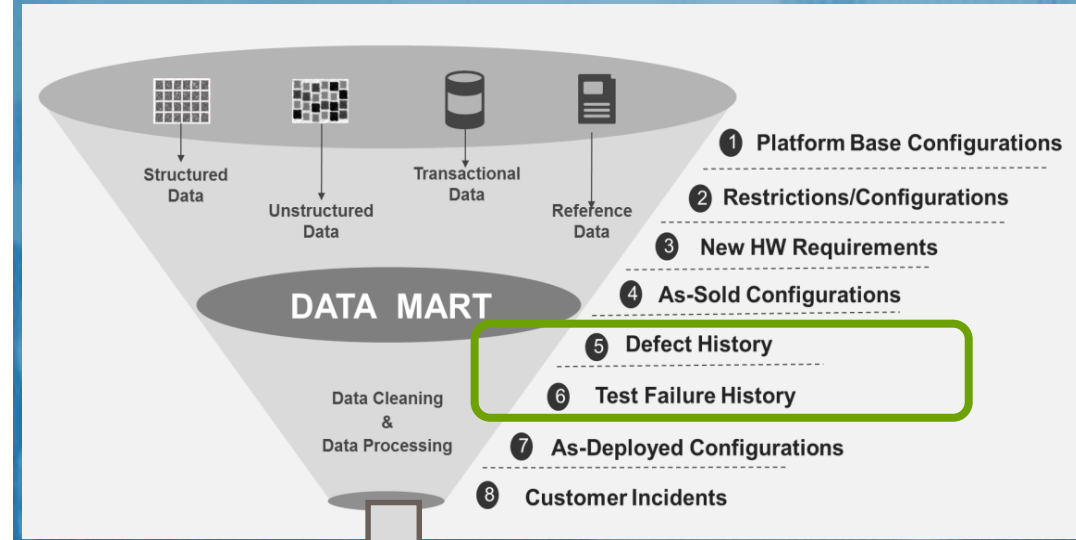 Structured
Data
Unstructured
Data
Transactional
Data
Reference
Data
DATA MART
Data Cleaning
&
Data Processing
1 Platform Base Configurations
2 Restrictions/Configurations
3 New HW Requirements
4 As-Sold Configurations
5 Defect History
6 Test Failure History
7 As-Deployed Configurations
8 Customer Incidents